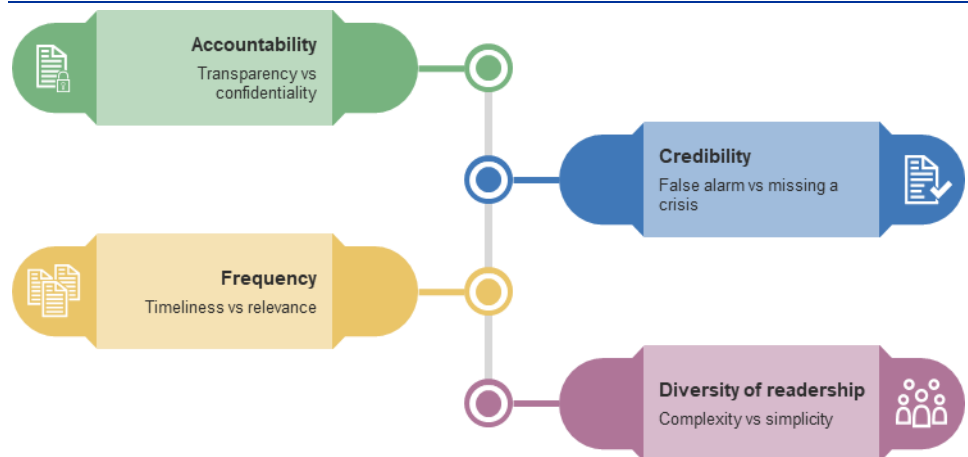 Accountability
Transparency vs
confidentiality
Credibility
False alarm vs missing a
crisis
Frequency
Timeliness vs relevance
Diversity of readership
Complexity vs simplicity